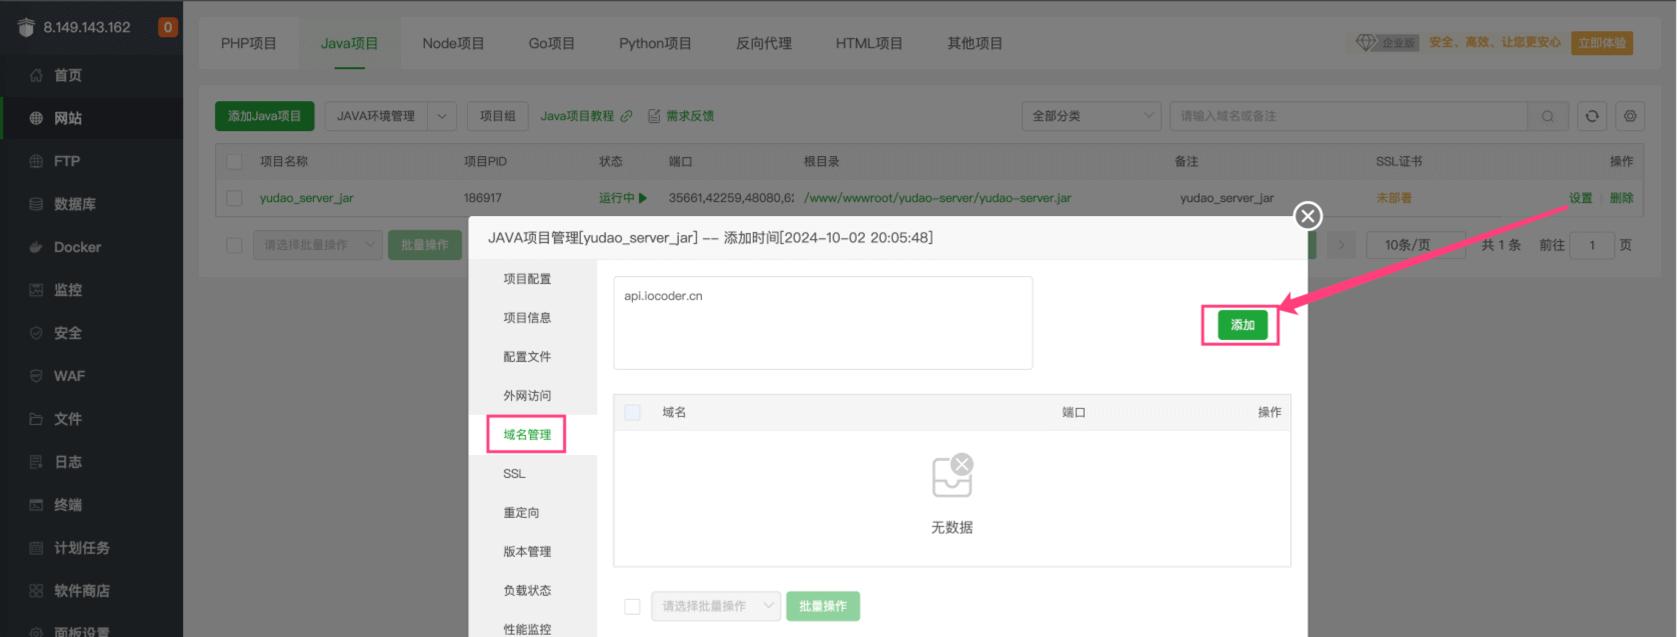 8.149.143.162 0
首页
网站
FTP
数据库
Docker
监控
安全
WAF
文件
日志
终端
计划任务
软件商店
面板设置
PHP项目 Java项目 Node项目 Go项目 Python项目 反向代理 HTML项目 其他项目 企业版 安全、高效、让您更安心 立即体验
添加Java项目 JAVA环境管理 项目组 Java项目教程 需求反馈 全部分类 请输入域名或备注
项目名称 项目PID 状态 端口 根目录 备注 SSL证书 操作
yudao_server_jar 186917 运行中 35661,42259,48080,62 /www/wwwroot/yudao-server/yudao-server.jar yudao_server_jar 未部署 设置 删除
请选择批量操作 批量操作 10条/页 共 1 条 前往 1 页
JAVA项目管理[yudao_server_jar] -- 添加时间[2024-10-02 20:05:48]
项目配置
项目信息
配置文件
外网访问
域名管理
SSL
重定向
版本管理
负载状态
性能监控
api.iocoder.cn
添加
域名 端口 操作
无数据
请选择批量操作 批量操作